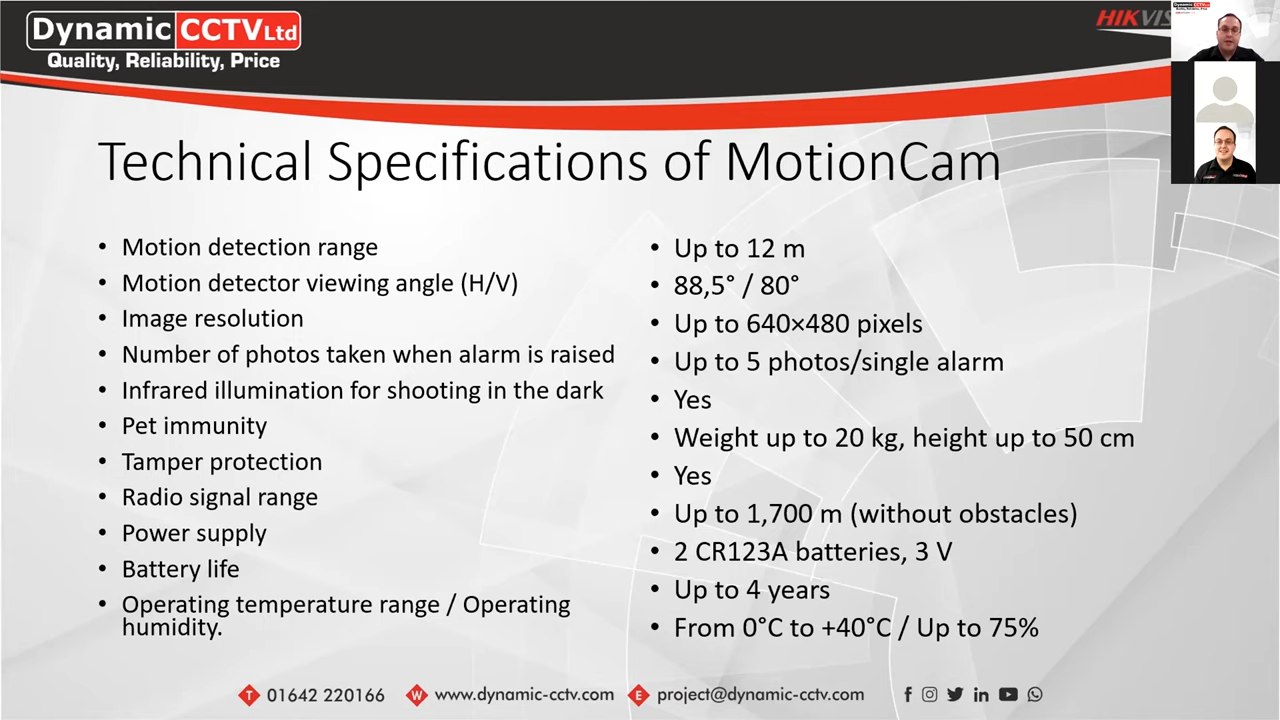 Dynamic CCTV Ltd
Quality, Reliability, Price
HIKVIS
Technical Specifications of MotionCam
• Motion detection range
• Motion detector viewing angle (H/V)
• Image resolution
• Number of photos taken when alarm is raised
• Infrared illumination for shooting in the dark
• Pet immunity
• Tamper protection
• Radio signal range
• Power supply
• Battery life
• Operating temperature range / Operating
humidity.
• Up to 12 m
• 88,5° / 80°
• Up to 640×480 pixels
• Up to 5 photos/single alarm
• Yes
• Weight up to 20 kg, height up to 50 cm
• Yes
• Up to 1,700 m (without obstacles)
• 2 CR123A batteries, 3 V
• Up to 4 years
• From 0°C to +40°C / Up to 75%
T 01642 220166 W www.dynamic-cctv.com E project@dynamic-cctv.com